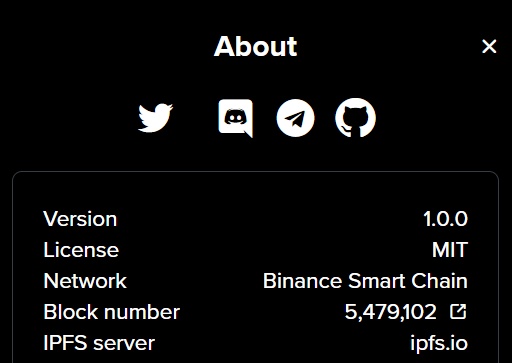 About
Version 1.0.0
License MIT
Network Binance Smart Chain
Block number 5,479,102
IPFS server ipfs.io